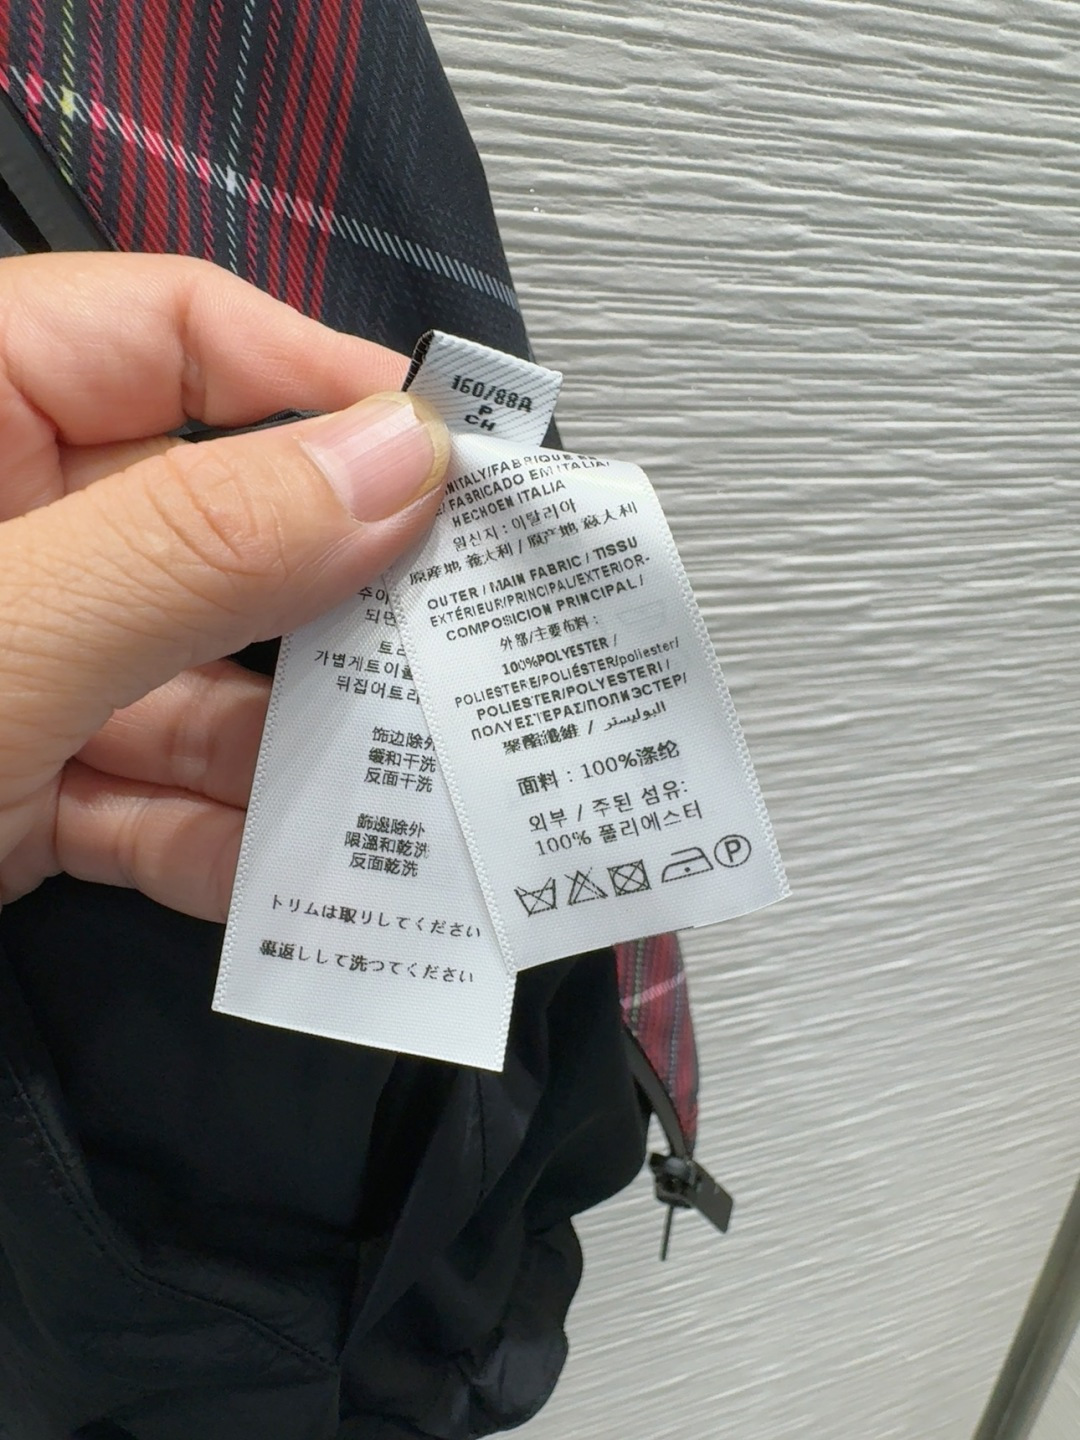 160/88A
P
CH
ITALY/FABRIQUE
FABRICADO EM ITALIA/
HECHOEN ITALIA
원신지 : 이탈리아
原産地 義大利 / 原产地 意大利
OUTER / MAIN FABRIC / TISSU
EXTÉRIEUR/PRINCIPAL/EXTERIOR-
COMPOSICION PRINCIPAL /
外部/主要布料 :
100%POLYESTER /
POLIESTERE/POLIÉSTER/poliester/
POLIESTER/POLYESTERI /
ΠΟΛΥΕΣΤΕΡΑΣ/ПОЛИЭСТЕР/
聚酯纖維 / البوليستر
面料 : 100%涤纶
외부 / 주된 섬유:
100% 폴리에스터
P
주이
되면
트리
가볍게트이
뒤집어트리
饰边除外
缓和干洗
反面干洗
飾邊除外
限溫和乾洗
反面乾洗
トリムは取りしてください
裏返しして洗つてください